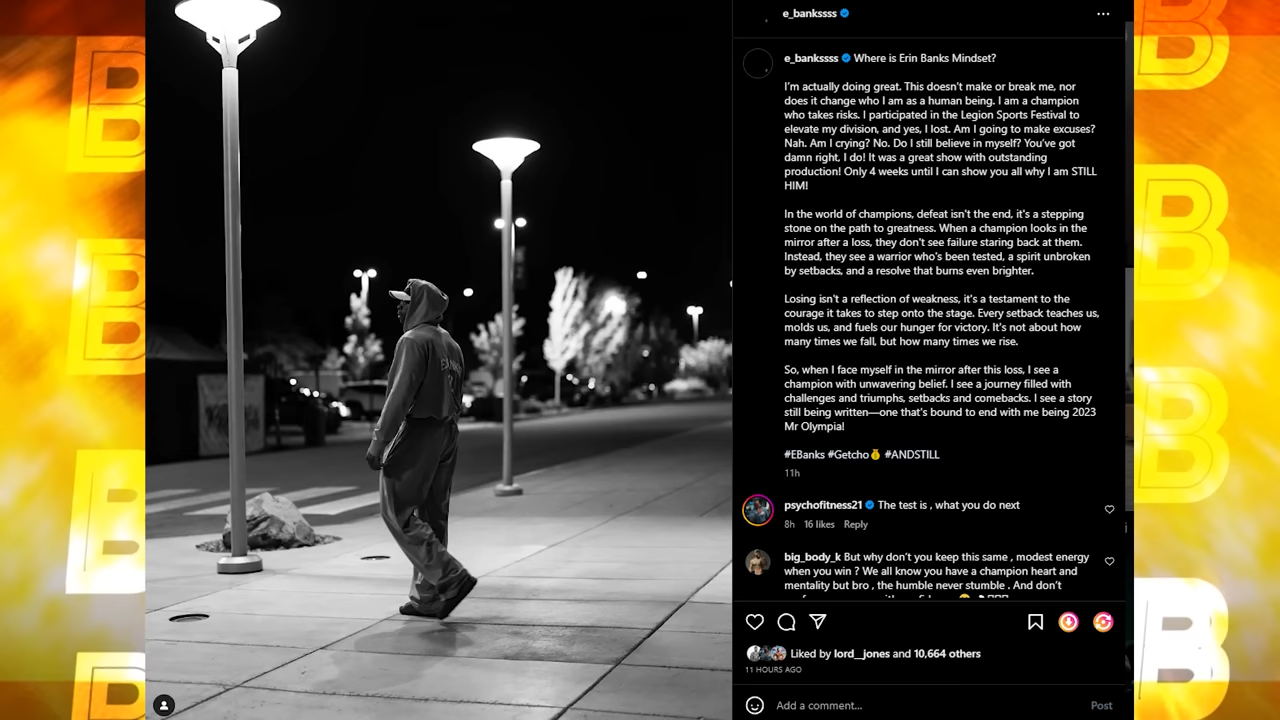 e_bankssss
e_bankssss Where is Erin Banks Mindset?
I'm actually doing great. This doesn't make or break me, nor
does it change who I am as a human being. I am a champion
who takes risks. I participated in the Legion Sports Festival to
elevate my division, and yes, I lost. Am I going to make excuses?
Nah. Am I crying? No. Do I still believe in myself? You've got
damn right, I do! It was a great show with outstanding
production! Only 4 weeks until I can show you all why I am STILL
HIM!
In the world of champions, defeat isn't the end, it's a stepping
stone on the path to greatness. When a champion looks in the
mirror after a loss, they don't see failure staring back at them.
Instead, they see a warrior who's been tested, a spirit unbroken
by setbacks, and a resolve that burns even brighter.
Losing isn't a reflection of weakness, it's a testament to the
courage it takes to step onto the stage. Every setback teaches us,
molds us, and fuels our hunger for victory. It's not about how
many times we fall, but how many times we rise.
So, when I face myself in the mirror after this loss, I see a
champion with unwavering belief. I see a journey filled with
challenges and triumphs, setbacks and comebacks. I see a story
still being written—one that's bound to end with me being 2023
Mr Olympia!
#EBanks #Getcho💰 #ANDSTILL
11h
psychofitness21 The test is , what you do next
8h 16 likes Reply
big_body_k But why don't you keep this same , modest energy
when you win ? We all know you have a champion heart and
mentality but bro , the humble never stumble . And don't
Liked by lord__jones and 10,664 others
11 HOURS AGO
Add a comment...
Post
B
B
B
B
B
B
B
B